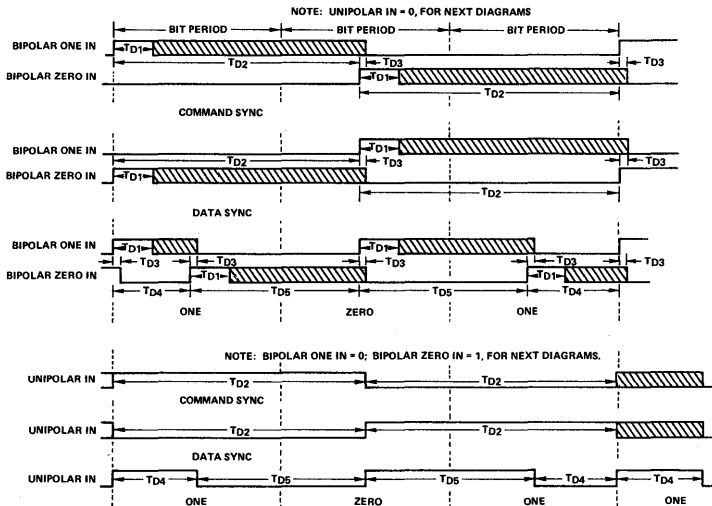 NOTE: UNIPOLAR IN = 0, FOR NEXT DIAGRAMS
BIT PERIOD BIT PERIOD BIT PERIOD
BIPOLAR ONE IN TD1
TD2 TD3 TD3
BIPOLAR ZERO IN TD1
TD2
COMMAND SYNC
BIPOLAR ONE IN TD1
TD2 TD3 TD3
BIPOLAR ZERO IN TD1
TD2
DATA SYNC
BIPOLAR ONE IN TD1 TD1
TD3 TD3 TD3 TD3 TD3
BIPOLAR ZERO IN TD1 TD1
TD4 TD5 TD5 TD4
ONE ZERO ONE
NOTE: BIPOLAR ONE IN = 0; BIPOLAR ZERO IN = 1, FOR NEXT DIAGRAMS.
UNIPOLAR IN TD2 TD2
COMMAND SYNC
UNIPOLAR IN TD2 TD2
DATA SYNC
UNIPOLAR IN TD4 TD5 TD5 TD4 TD4
ONE ZERO ONE ONE